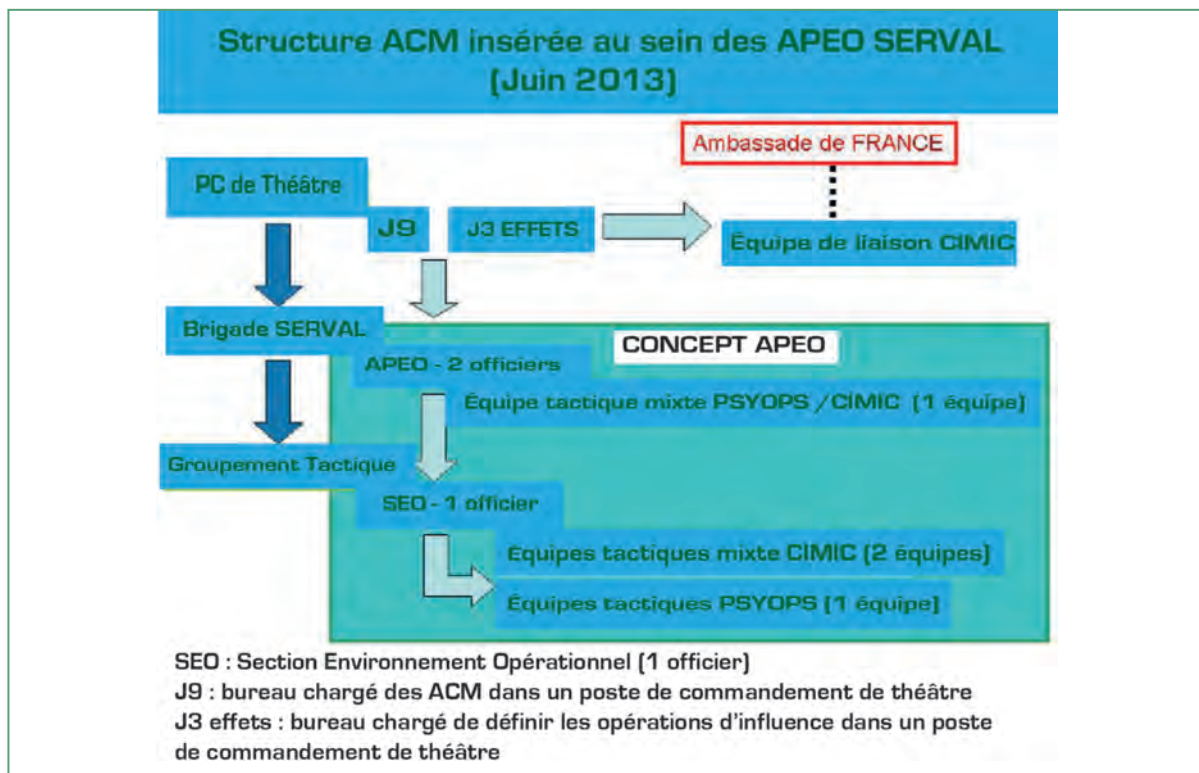 Structure ACM insérée au sein des APEO SERVAL
(Juin 2013)
Ambassade de FRANCE
PC de Théâtre
J9
J3 EFFETS
Équipe de liaison CIMIC
Brigade SERVAL
CONCEPT APEO
APEO - 2 officiers
Équipe tactique mixte PSYOPS /CIMIC (1 équipe)
Groupement Tactique
SEO - 1 officier
Équipes tactiques mixte CIMIC (2 équipes)
Équipes tactiques PSYOPS (1 équipe)
SEO : Section Environnement Opérationnel (1 officier)
J9 : bureau chargé des ACM dans un poste de commandement de théâtre
J3 effets : bureau chargé de définir les opérations d'influence dans un poste
de commandement de théâtre